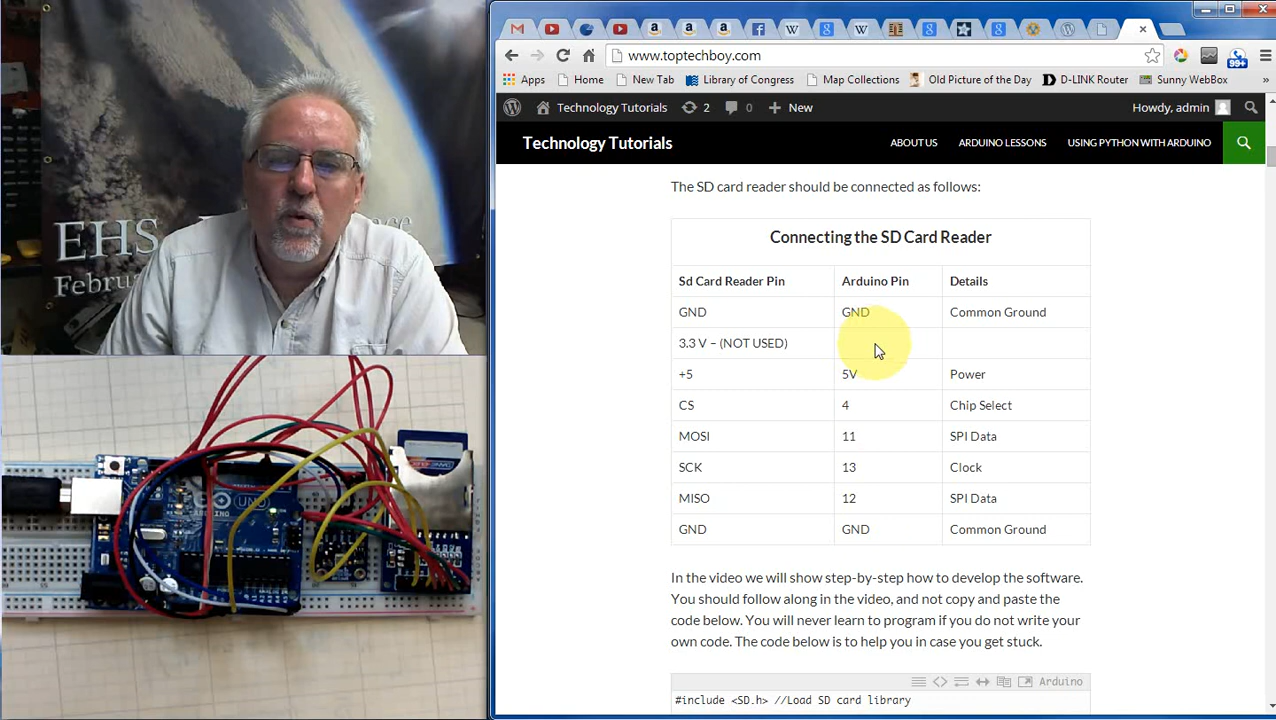 EHS
Februa
UNO
www.toptechboy.com
Apps Home New Tab Library of Congress Map Collections Old Picture of the Day D-LINK Router Sunny WebBox »
99+
Technology Tutorials 2 0 New Howdy, admin
Technology Tutorials ABOUT US ARDUINO LESSONS USING PYTHON WITH ARDUINO
The SD card reader should be connected as follows:
Connecting the SD Card Reader
Sd Card Reader Pin Arduino Pin Details
GND GND Common Ground
3.3 V – (NOT USED)
+5 5V Power
CS 4 Chip Select
MOSI 11 SPI Data
SCK 13 Clock
MISO 12 SPI Data
GND GND Common Ground
In the video we will show step-by-step how to develop the software.
You should follow along in the video, and not copy and paste the
code below. You will never learn to program if you do not write your
own code. The code below is to help you in case you get stuck.
Arduino
#include <SD.h> //Load SD card library